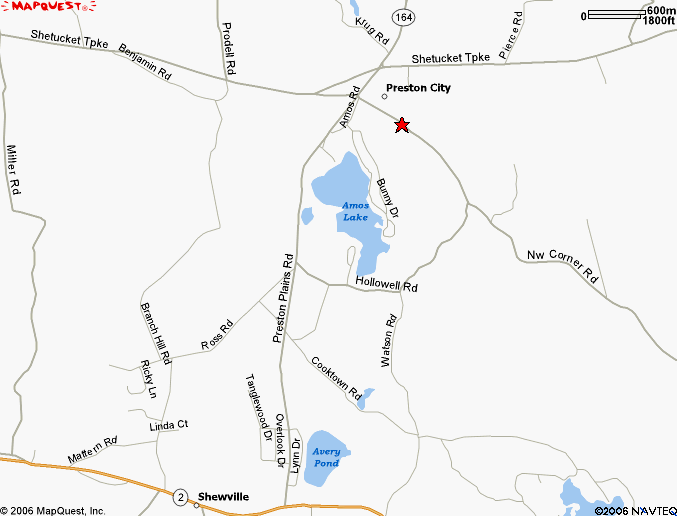 MAPQUEST®
600m
0
1800ft
164
Klug Rd
Pierce Rd
Prodell Rd
Shetucket Tpke
Benjamin Rd
Shetucket Tpke
Preston City
Amos Rd
Miller Rd
Bunny Dr
Amos
Lake
Nw Corner Rd
Preston Plains Rd
Hollowell Rd
Branch Hill Rd
Ross Rd
Watson Rd
Ricky Ln
Cooktown Rd
Tanglewood Dr
Linda Ct
Overlook Dr
Lynn Dr
Mattern Rd
Avery
Pond
2
Shewville
© 2006 MapQuest, Inc.
©2006 NAVTEQ